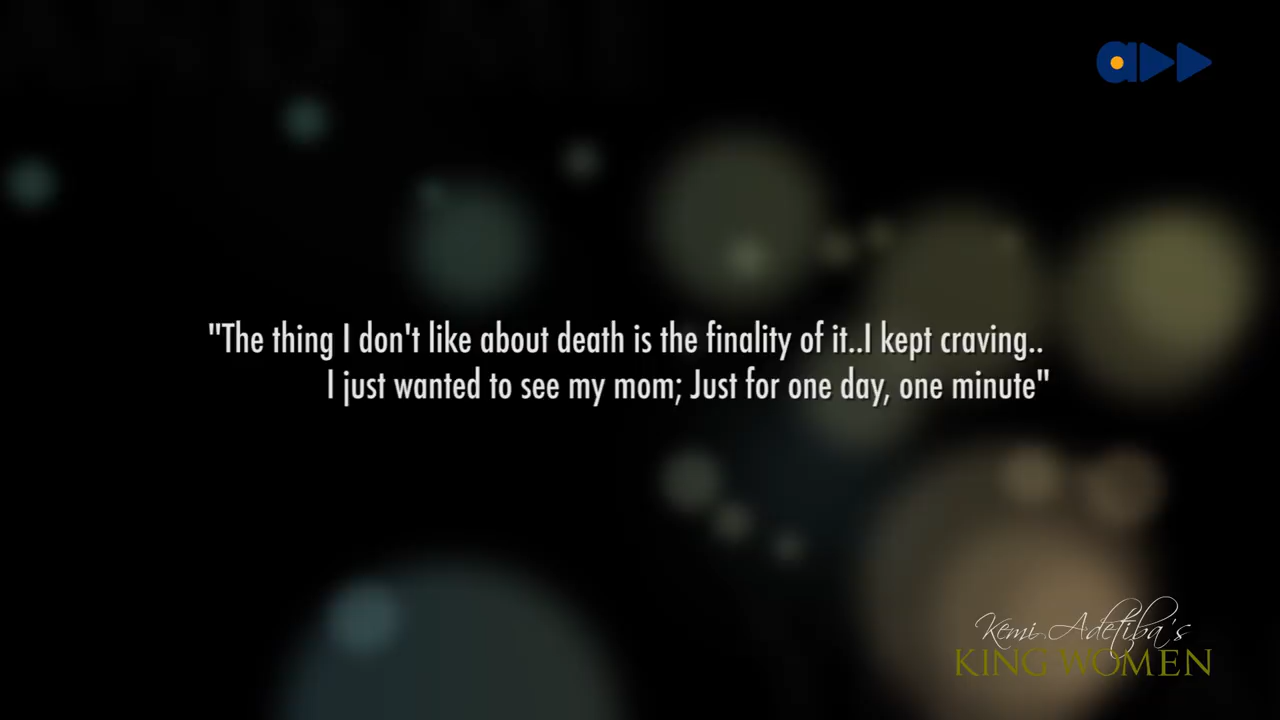 "The thing I don't like about death is the finality of it..I kept craving..
I just wanted to see my mom; Just for one day, one minute"
Kemi Adetiba's
KING WOMEN